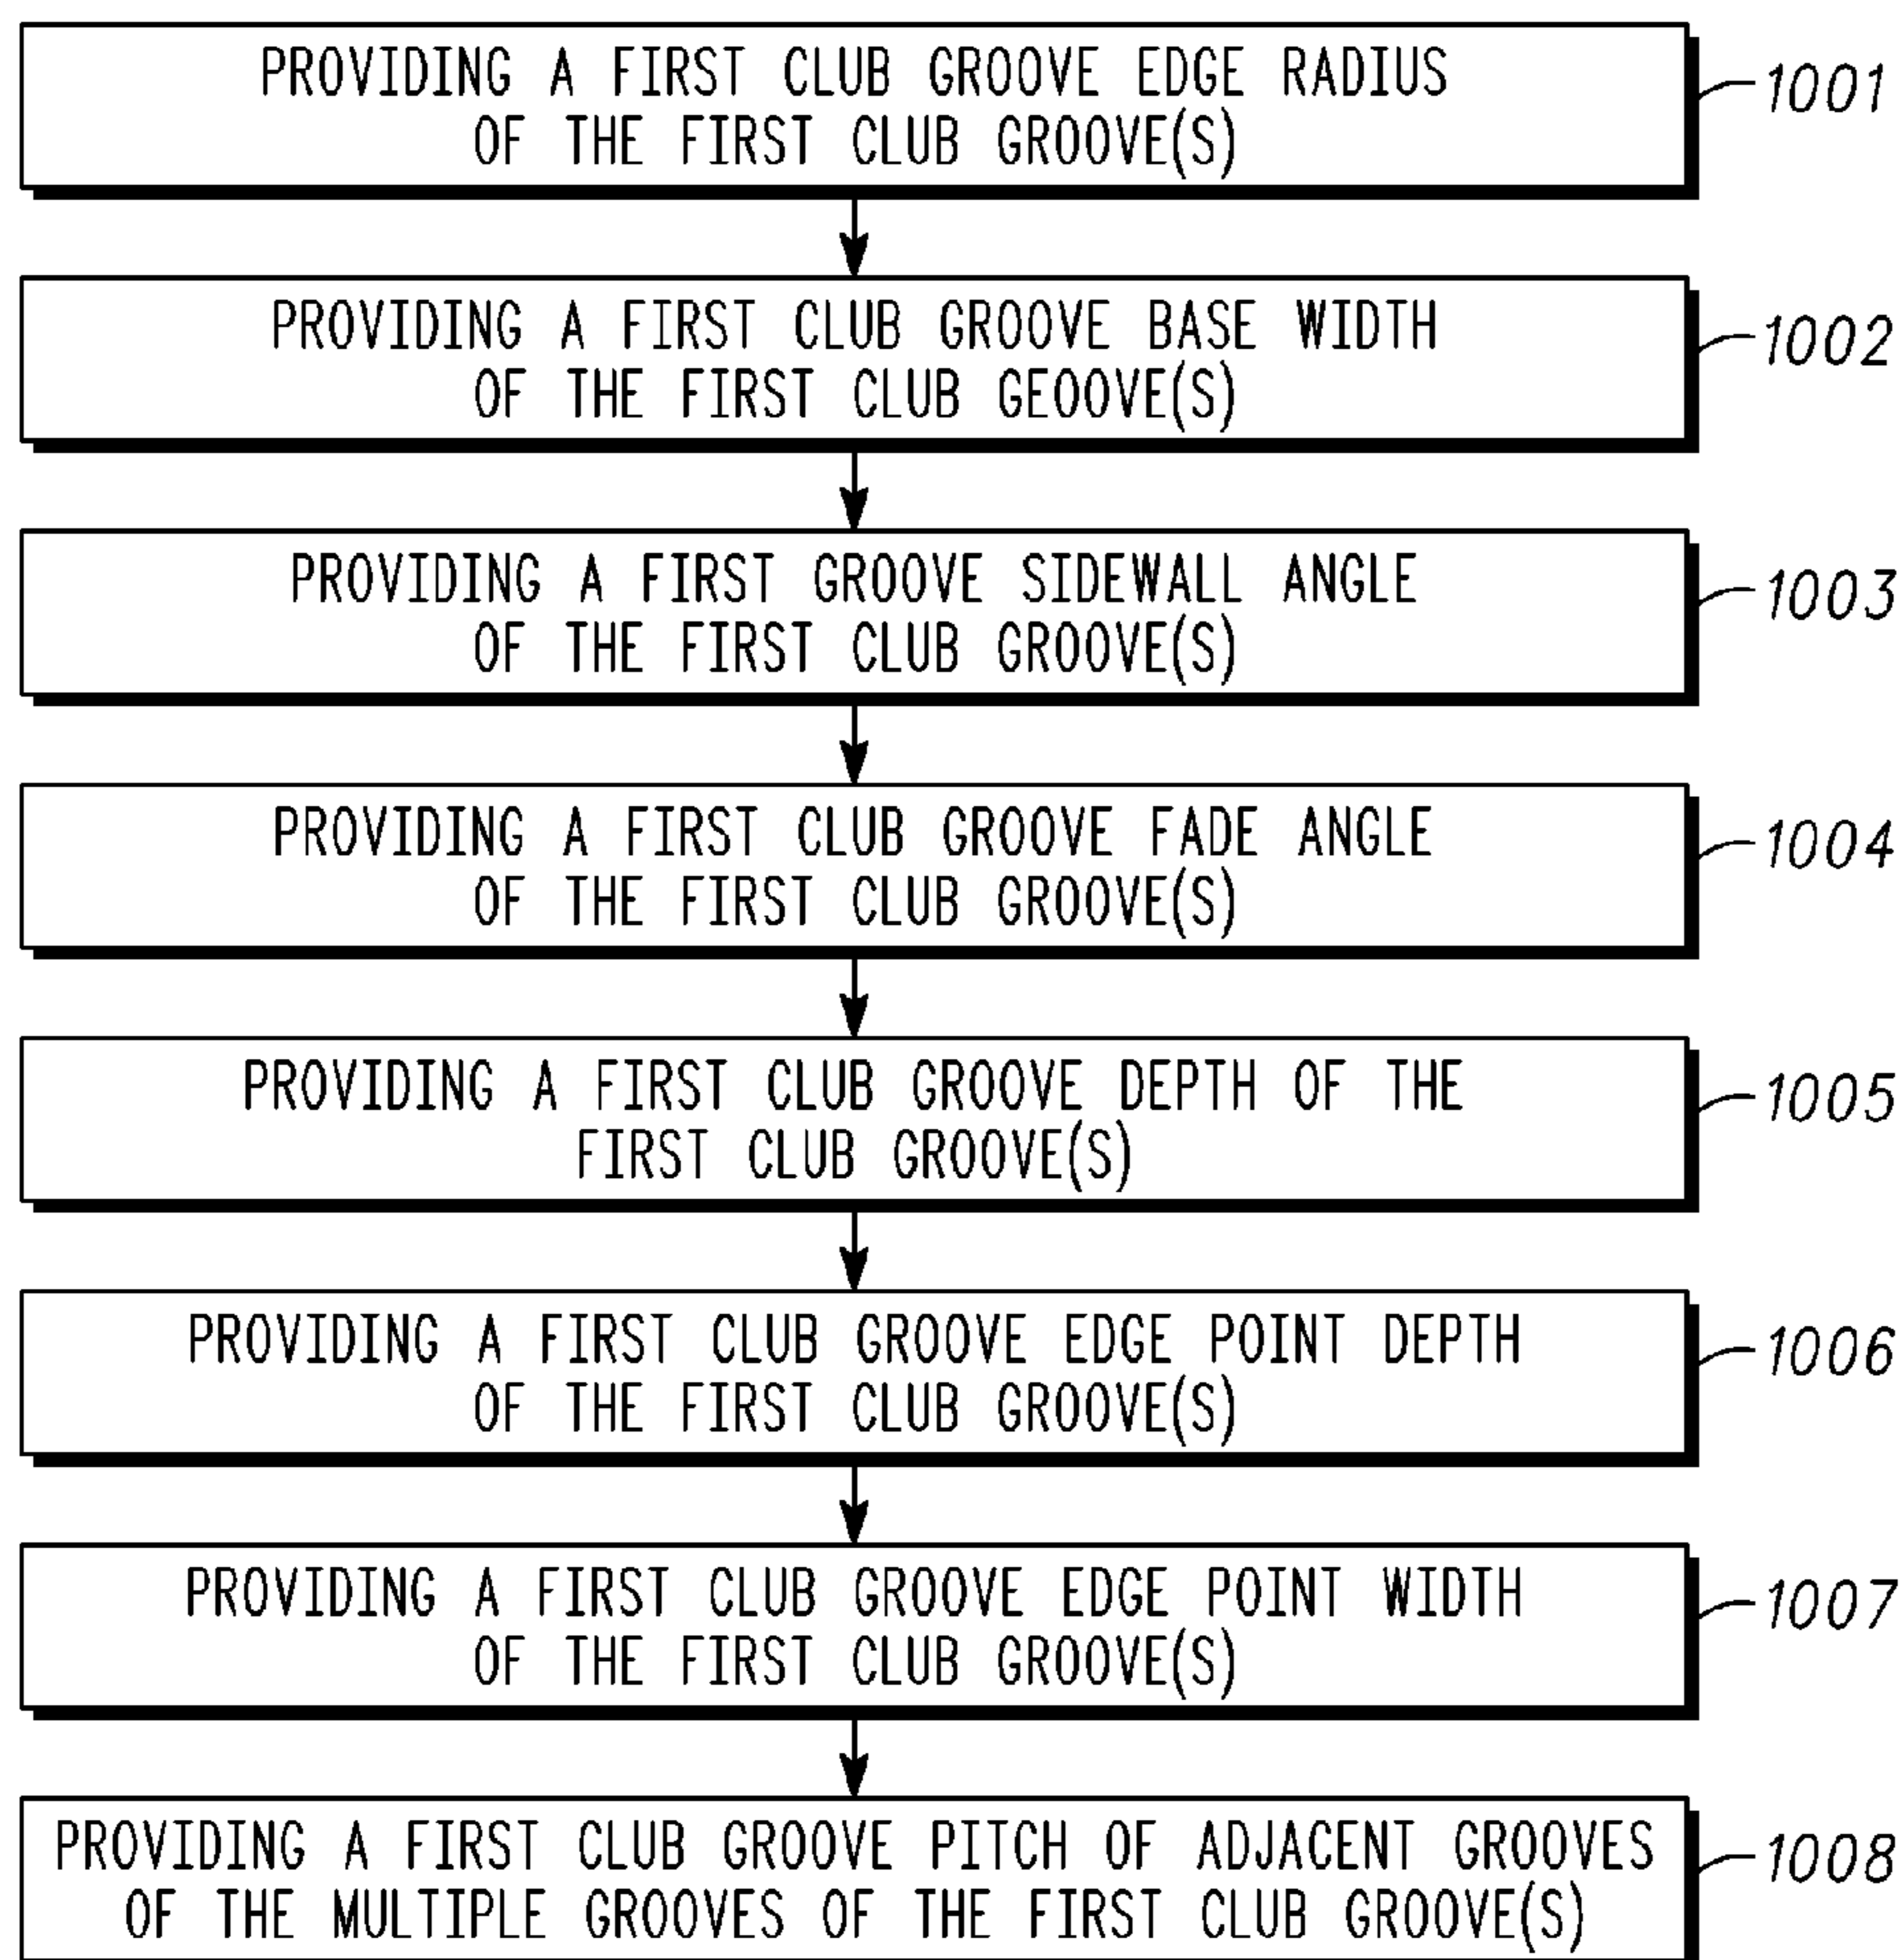 PROVIDING A FIRST CLUB GROOVE EDGE RADIUS
OF THE FIRST CLUB GROOVE(S)
1001
PROVIDING A FIRST CLUB GROOVE BASE WIDTH
OF THE FIRST CLUB GEOOVE(S)
1002
PROVIDING A FIRST GROOVE SIDEWALL ANGLE
OF THE FIRST CLUB GROOVE(S)
1003
PROVIDING A FIRST CLUB GROOVE FADE ANGLE
OF THE FIRST CLUB GROOVE(S)
1004
PROVIDING A FIRST CLUB GROOVE DEPTH OF THE
FIRST CLUB GROOVE(S)
1005
PROVIDING A FIRST CLUB GROOVE EDGE POINT DEPTH
OF THE FIRST CLUB GROOVE(S)
1006
PROVIDING A FIRST CLUB GROOVE EDGE POINT WIDTH
OF THE FIRST CLUB GROOVE(S)
1007
PROVIDING A FIRST CLUB GROOVE PITCH OF ADJACENT GROOVES
OF THE MULTIPLE GROOVES OF THE FIRST CLUB GROOVE(S)
1008